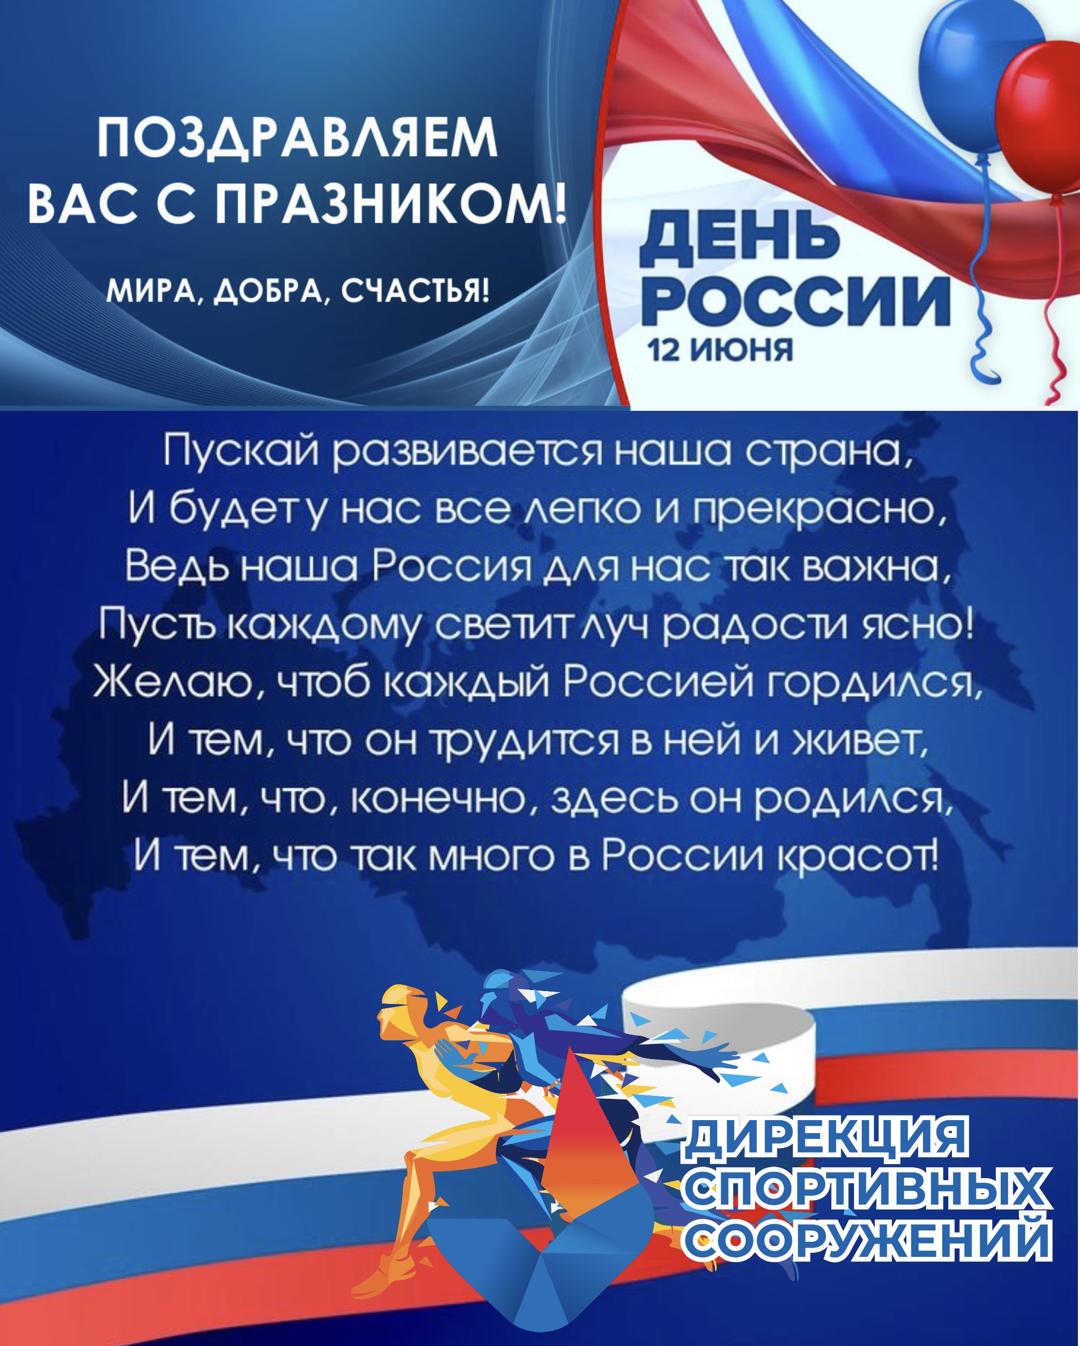 ПОЗДРАВЛЯЕМ
ВАС С ПРАЗНИКОМ!
МИРА, ДОБРА, СЧАСТЬЯ!
ДЕНЬ
РОССИИ
12 ИЮНЯ
Пускай развивается наша страна,
И будет у нас все легко и прекрасно,
Ведь наша Россия для нас так важна,
Пусть каждому светит луч радости ясно!
Желаю, чтоб каждый Россией гордился,
И тем, что он трудится в ней и живет,
И тем, что, конечно, здесь он родился,
И тем, что так много в России красот!
ДИРЕКЦИЯ
СПОРТИВНЫХ
СООРУЖЕНИЙ